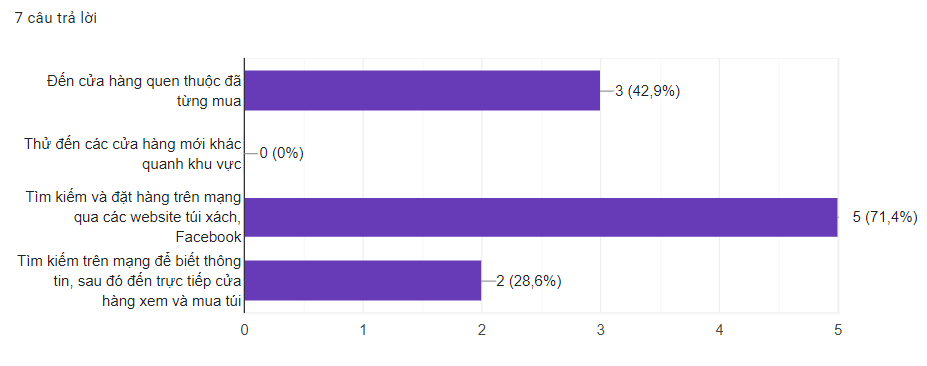 7 câu trả lời
Đến cửa hàng quen thuộc đã
từng mua
3 (42,9%)
Thử đến các cửa hàng mới khác
quanh khu vực
0 (0%)
Tìm kiếm và đặt hàng trên mạng
qua các website túi xách,
Facebook
5 (71,4%)
Tìm kiếm trên mạng để biết thông
tin, sau đó đến trực tiếp cửa
hàng xem và mua túi
2 (28,6%)
0 1 2 3 4 5